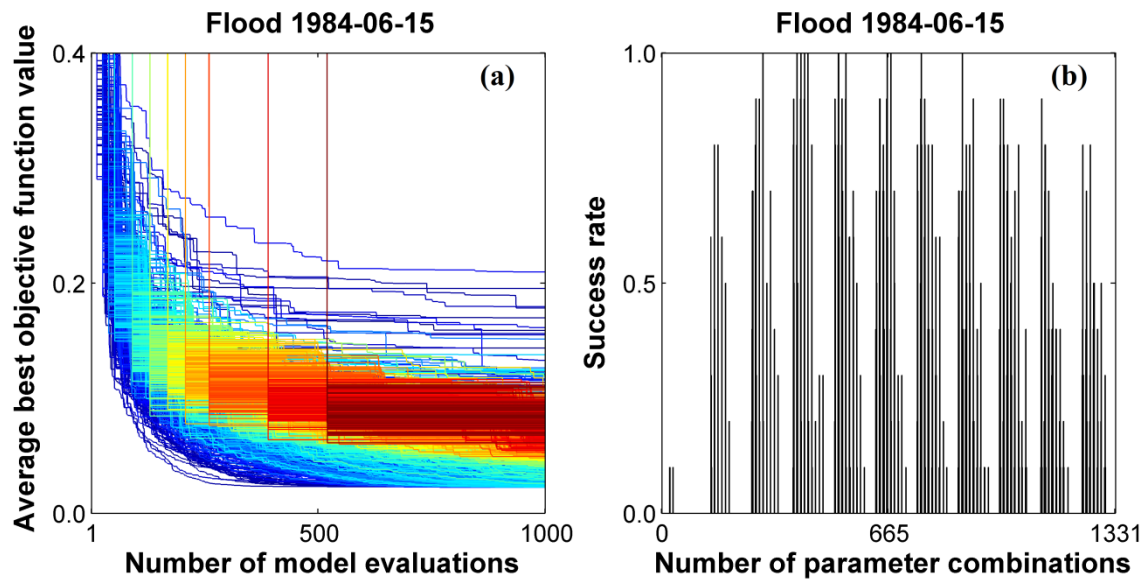 Flood 1984-06-15
Average best objective function value
0.4
0.2
0.0
(a)
1
500
1000
Number of model evaluations
Flood 1984-06-15
Success rate
1.0
0.5
0.0
(b)
0
665
1331
Number of parameter combinations